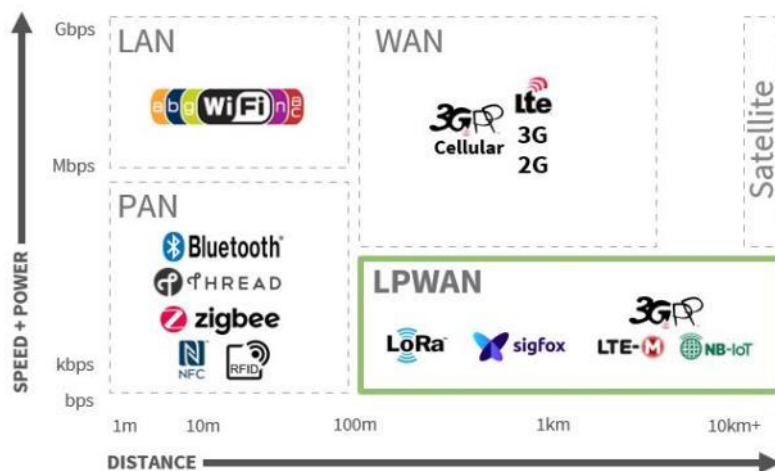 Gbps
LAN
WAN
Satellite
a b g WiFi n ac
3GPP
Cellular
Lte
3G
2G
Mbps
PAN
SPEED + POWER
Bluetooth
THREAD
zigbee
NFC
RFID
LPWAN
3GPP
LoRa
sigfox
LTE-M
NB-IoT
kbps
bps
1m 10m 100m 1km 10km+
DISTANCE